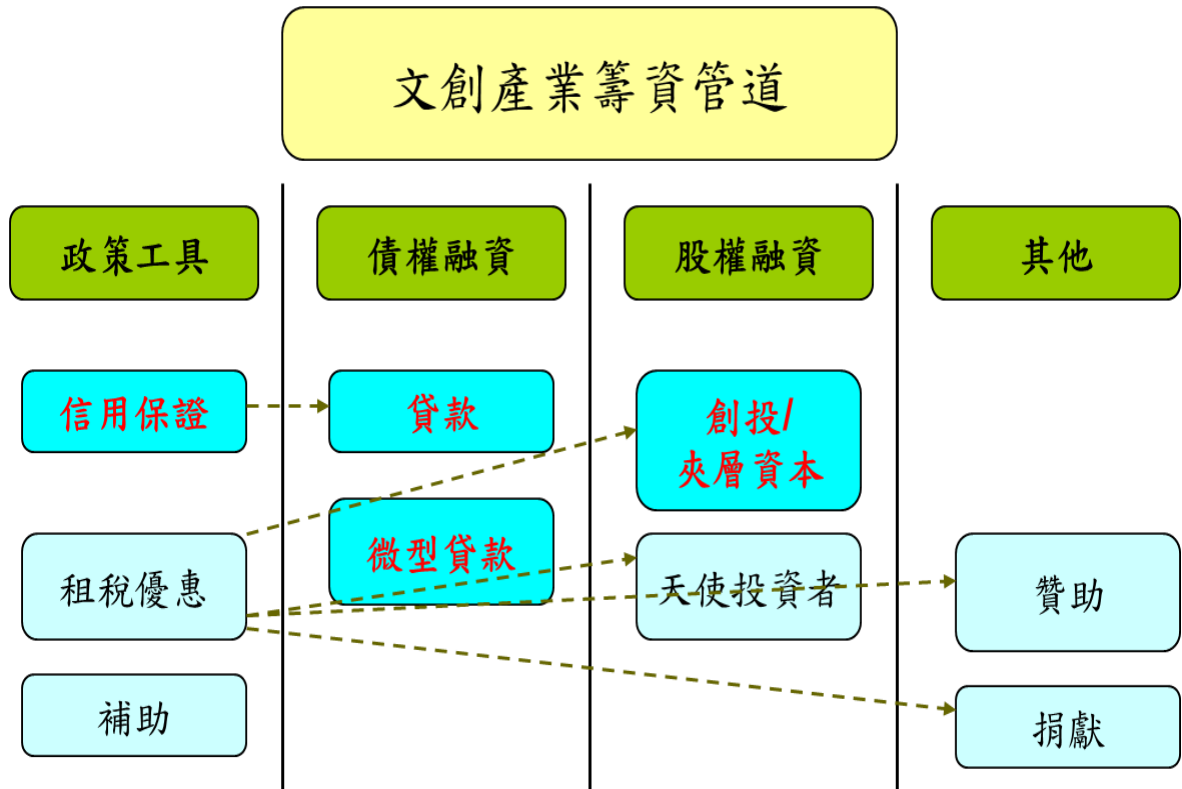 文創產業籌資管道
政策工具
債權融資
股權融資
其他
信用保證
貸款
創投/
夾層資本
微型貸款
租稅優惠
天使投資者
贊助
補助
捐獻